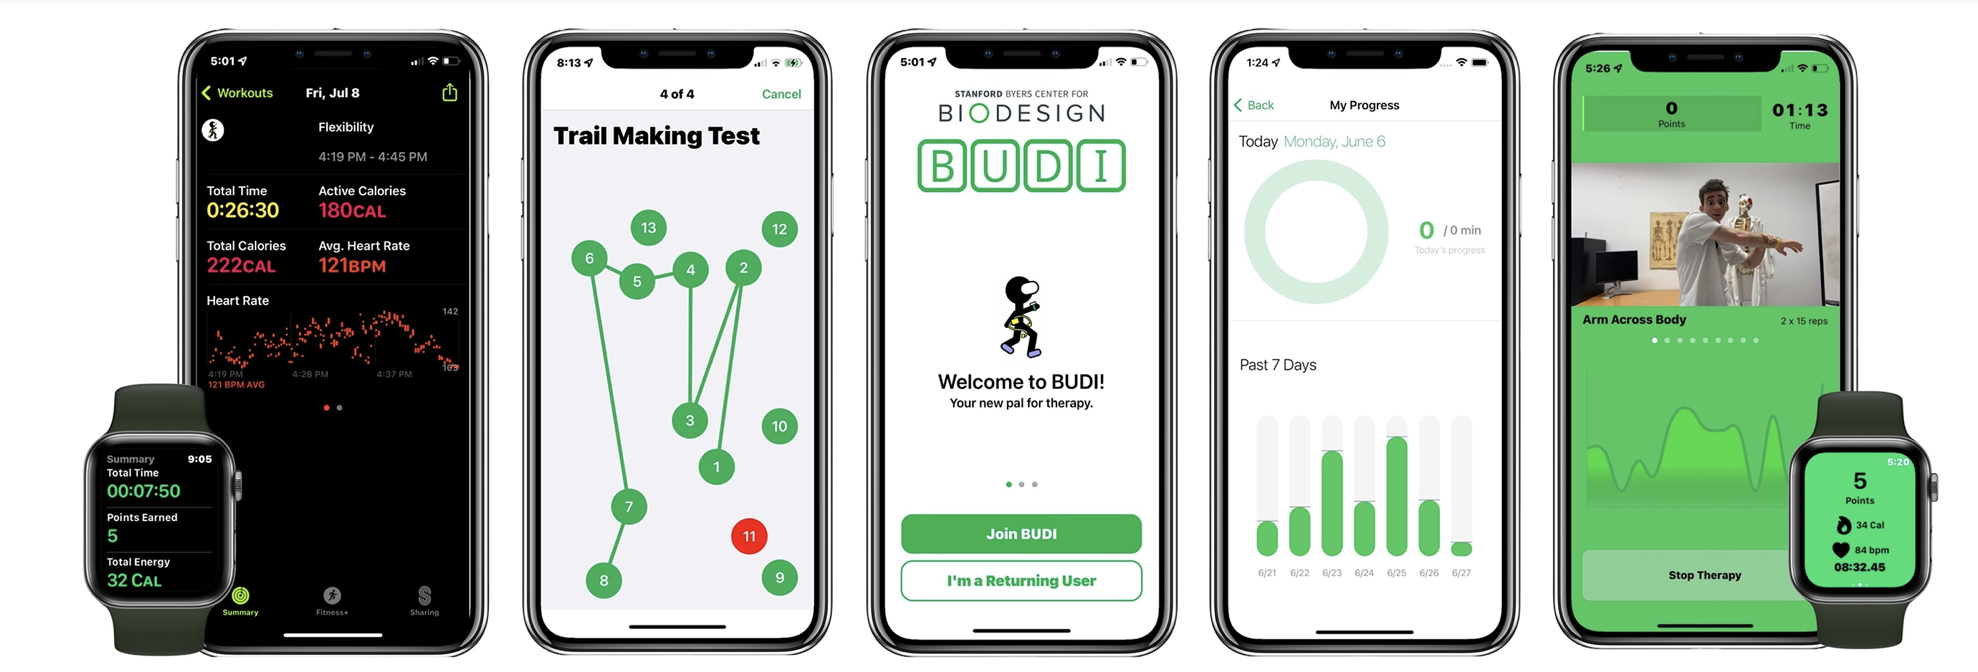 5:01
Workouts
Fri, Jul 8
Flexibility
4:19 PM - 4:45 PM
Total Time
Active Calories
0:26:30
180CAL
Total Calories
Avg. Heart Rate
222CAL
121BPM
Heart Rate
142
103
4:19 PM
4:28 PM
4:37 PM
121 BPM AVG
Summary
Fitness+
Sharing
Summary
9:05
Total Time
00:07:50
Points Earned
5
Total Energy
32 CAL
8:13
4 of 4
Cancel
Trail Making Test
13
12
6
5
4
2
3
10
1
7
11
8
9
5:01
STANFORD BYERS CENTER FOR
BIODESIGN
BUDI
Welcome to BUDI!
Your new pal for therapy.
Join BUDI
I'm a Returning User
1:24
Back
My Progress
Today Monday, June 6
0 / 0 min
Today's progress
Past 7 Days
6/21
6/22
6/23
6/24
6/25
6/26
6/27
5:26
0
Points
01:13
Time
Arm Across Body
2 x 15 reps
Stop Therapy
5:20
5
Points
34 Cal
84 bpm
08:32.45